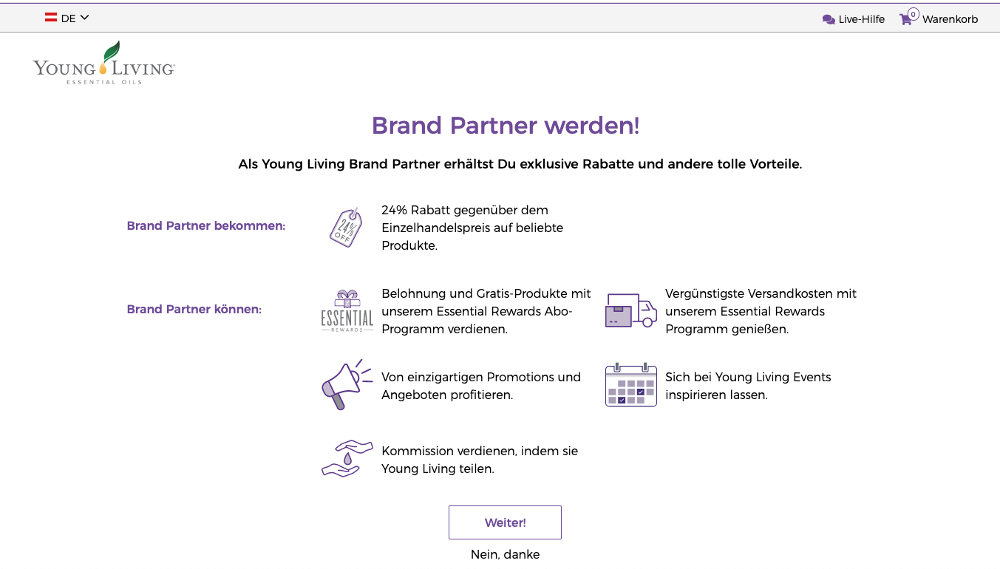 DE
Live-Hilfe
0
Warenkorb
YOUNG LIVING
ESSENTIAL OILS
Brand Partner werden!
Als Young Living Brand Partner erhältst Du exklusive Rabatte und andere tolle Vorteile.
Brand Partner bekommen:
24%
OFF
24% Rabatt gegenüber dem
Einzelhandelspreis auf beliebte
Produkte.
Brand Partner können:
ESSENTIAL
REWARDS
Belohnung und Gratis-Produkte mit
unserem Essential Rewards Abo-
Programm verdienen.
Vergünstigste Versandkosten mit
unserem Essential Rewards
Programm genießen.
Von einzigartigen Promotions und
Angeboten profitieren.
Sich bei Young Living Events
inspirieren lassen.
Kommission verdienen, indem sie
Young Living teilen.
Weiter!
Nein, danke